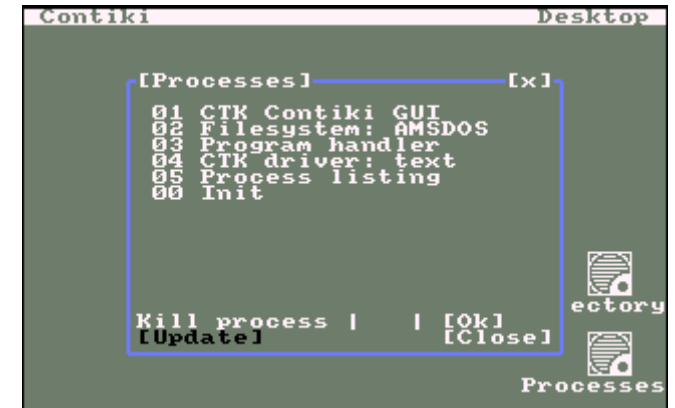 Contiki Desktop
[Processes] [x]
01 CTK Contiki GUI
02 Filesystem: AMSDOS
03 Program handler
04 CTK driver: text
05 Process listing
00 Init
ectory
Kill process | | [Ok]
[Update] [Close]
Processes